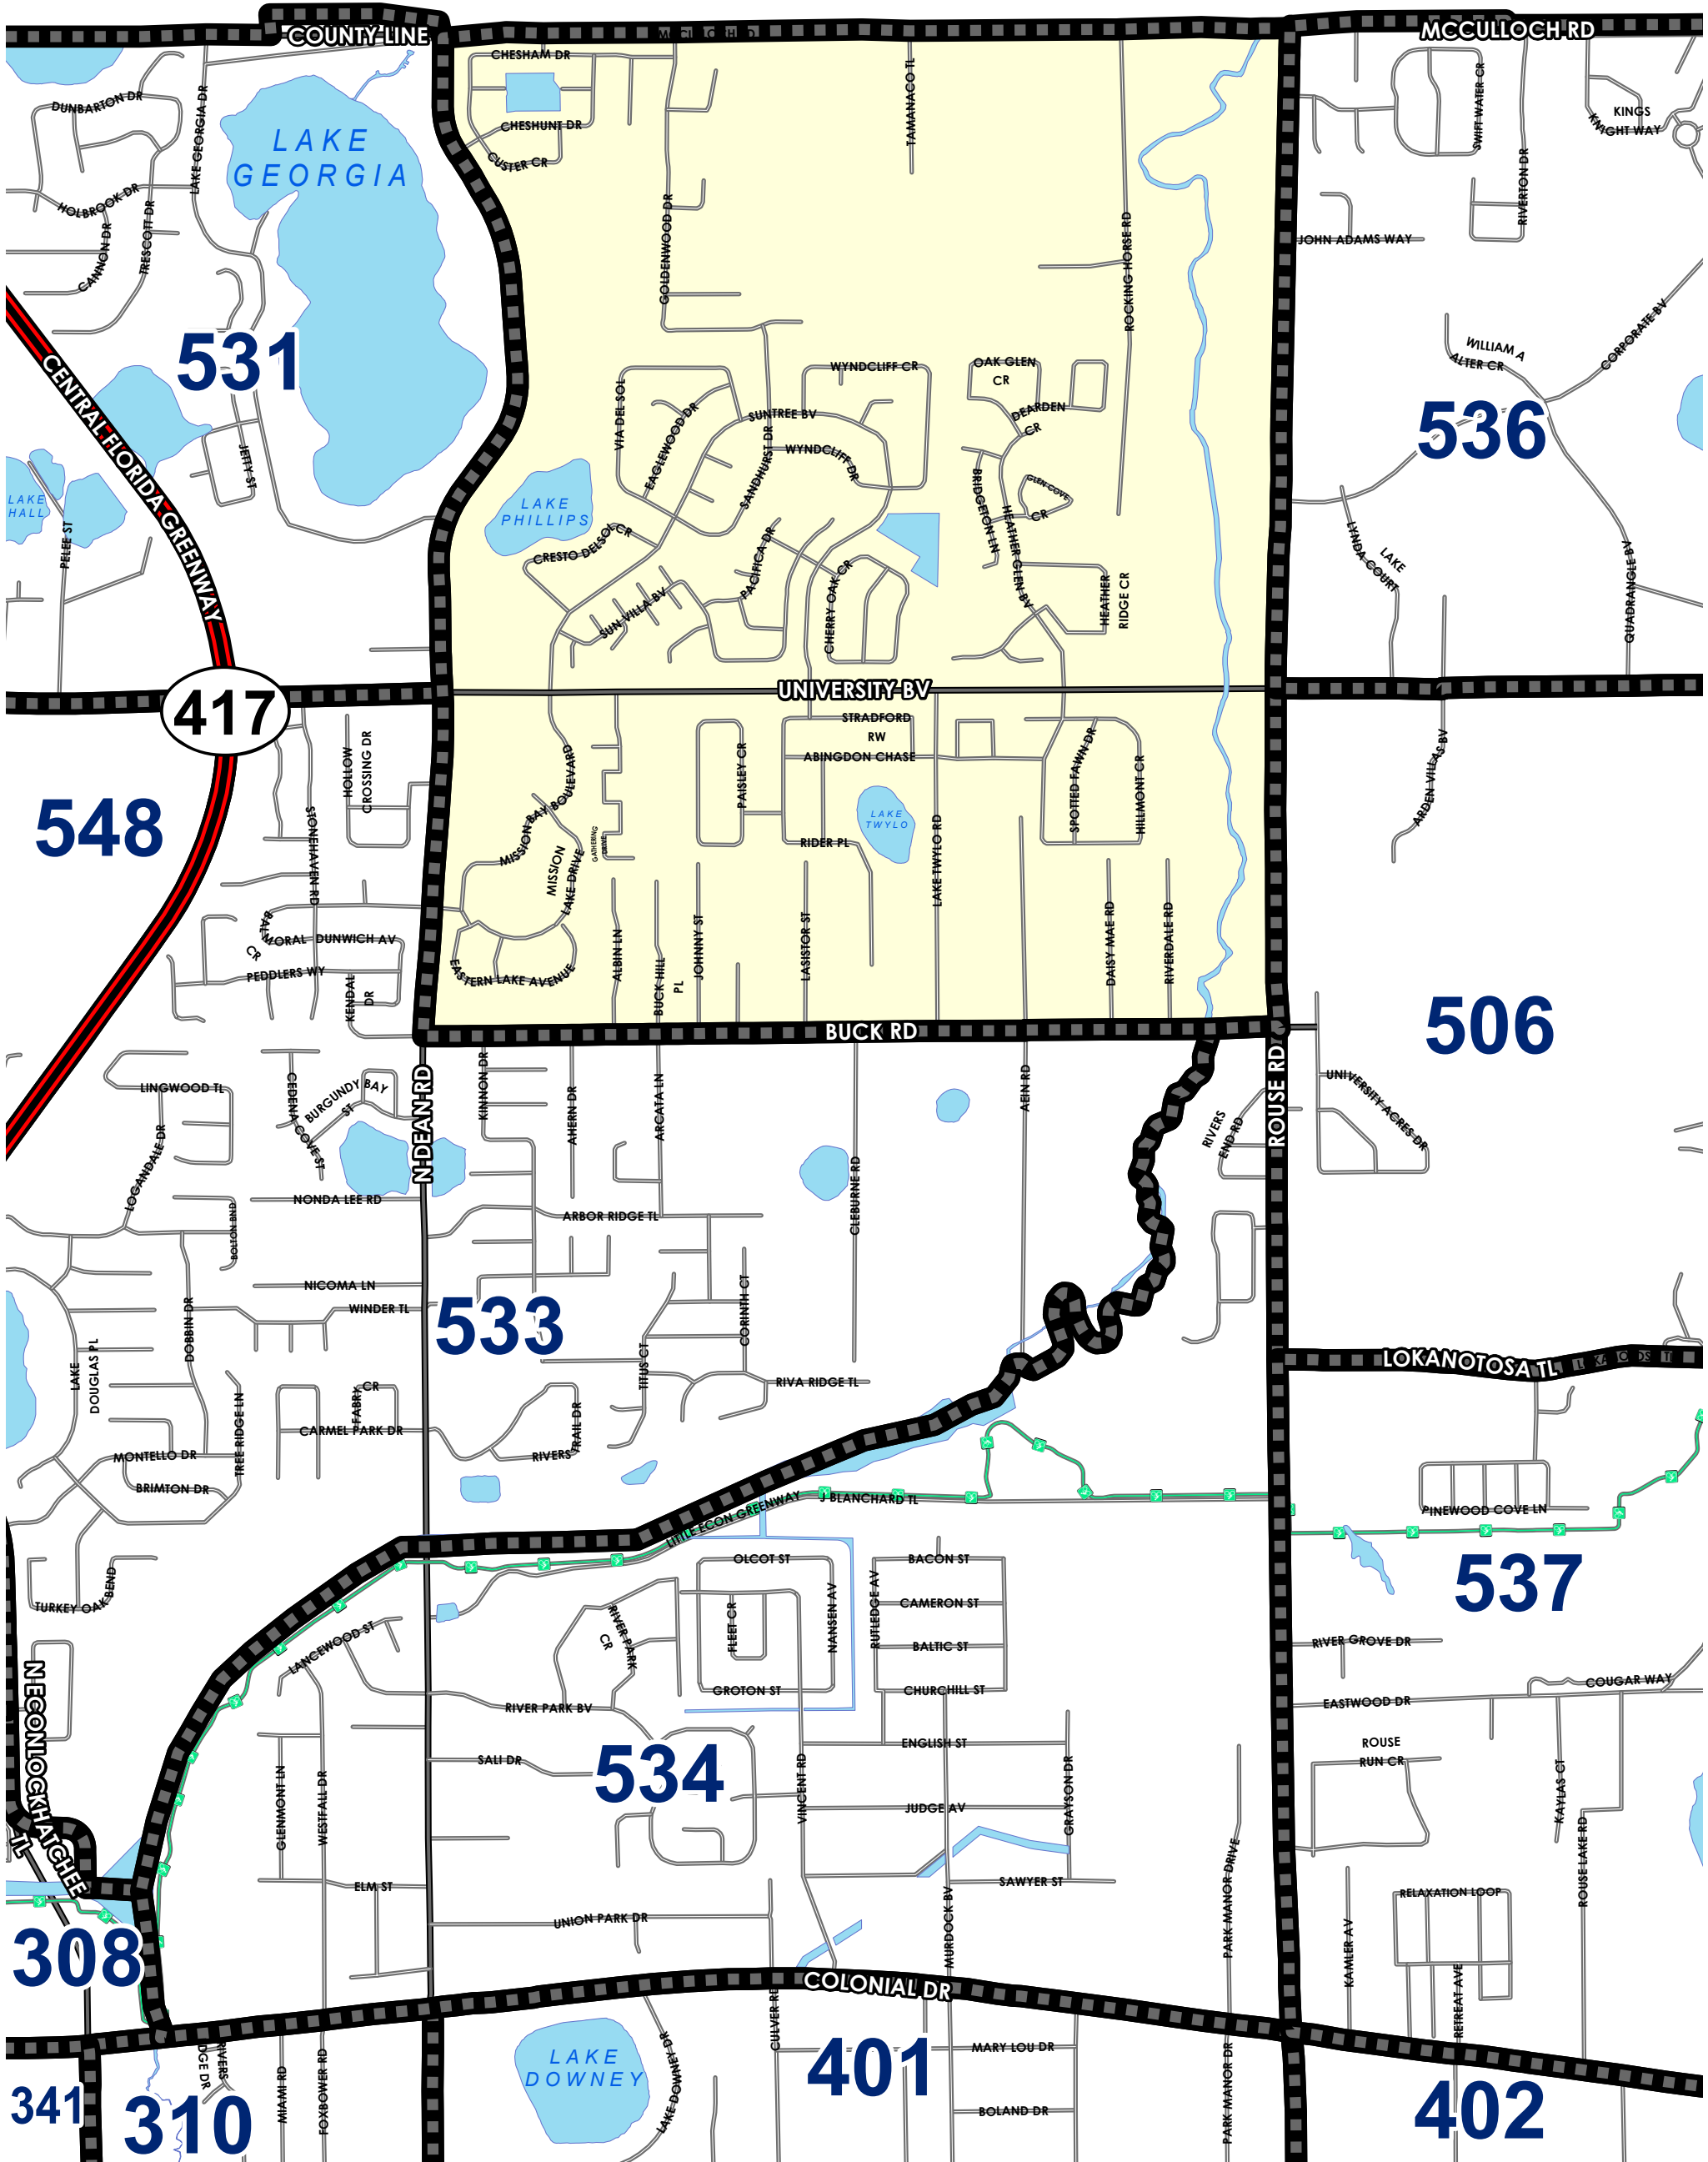 COUNTY LINE
MCCULLOCH RD
MCCULLOCH RD
CHESHAM DR
DUNBARTON DR
LAKE GEORGIA DR
LAKE
GEORGIA
CHESHUNT DR
CUSTER CR
TAMANACO TL
SWIFT WATER CR
KINGS
KNIGHT WAY
RIVERTON DR
HOLBROOK DR
TRESCOTT DR
CANNON DR
GOLDENWOOD DR
ROCKING HORSE RD
JOHN ADAMS WAY
531
CENTRAL FLORIDA GREENWAY
WILLIAM A
ALTER CR
CORPORATE BV
WYNDCLIFF CR
OAK GLEN
CR
VIA DEL SOL
EAGLEWOOD DR
SUNTREE BV
DEARDEN
CR
536
JETTY ST
SANDHURST DR
WYNDCLIFF DR
BRIDGETON LN
GLEN COVE
CR
LAKE
HALL
PELEE ST
LAKE
PHILLIPS
CRESTO DELSOL
CR
PACIFICA DR
HEATHER GLEN BV
LAKE
LYNDA COURT
QUADRANGLE BV
SUN VILLA BV
CHERRY OAK CR
HEATHER
RIDGE CR
417
UNIVERSITY BV
STRADFORD
RW
ABINGDON CHASE
HOLLOW
CROSSING DR
PAISLEY CR
SPOTTED FAWN DR
HILLMONT CR
ARDEN VILLAS BV
548
STONEHAVEN RD
MISSION BAY BOULEVARD
MISSION
LAKE DRIVE
GATHERING
DRIVE
LAKE
TWYLO
RIDER PL
LAKE TWYLO RD
BALMORAL
CR
DUNWICH AV
PEDDLERS WY
KENDAL
DR
EASTERN LAKE AVENUE
ALBIN LN
BUCK HILL
PL
JOHNNY ST
LASISTOR ST
DAISY MAE RD
RIVERDALE RD
506
BUCK RD
N DEAN RD
ROUSE RD
LINGWOOD TL
CEDENA COVE ST
BURGUNDY BAY
ST
KINNON DR
AHERN DR
ARCATA LN
AEIN RD
RIVERS
END RD
UNIVERSITY ACRES DR
LOGANDALE DR
NONDA LEE RD
BOLTON BND
ARBOR RIDGE TL
CLEBURNE RD
NICOMA LN
WINDER TL
DOBBIN DR
533
CORINTH CT
TITUS CT
LAKE
DOUGLAS PL
RIVA RIDGE TL
LOKANOTOSA TL
LOKANOTOSA TL
FABRY
CR
CARMEL PARK DR
TREE RIDGE LN
MONTELLO DR
BRIMTON DR
RIVERS
TRAIL DR
LITTLE ECON GREENWAY
J BLANCHARD TL
PINEWOOD COVE LN
TURKEY OAK
BEND
OLCOT ST
BACON ST
537
LANCEWOOD ST
RIVER PARK
CR
FLEET CR
NANSEN AV
RUTLEDGE AV
CAMERON ST
BALTIC ST
RIVER GROVE DR
N ECONLOCKHATCHEE
TL
RIVER PARK BV
GROTON ST
CHURCHILL ST
COUGAR WAY
EASTWOOD DR
ENGLISH ST
SALI DR
534
VINCENT RD
GRAYSON DR
ROUSE
RUN CR
GLENMONT LN
WESTFALL DR
JUDGE AV
KAYLAS CT
ROUSE LAKE RD
ELM ST
SAWYER ST
PARK MANOR DRIVE
RELAXATION LOOP
UNION PARK DR
MURDOCK BV
KAMLER AV
RETREAT AVE
308
COLONIAL DR
RIVERS
DGE DR
MIAMI RD
FOXBOWER RD
LAKE
DOWNEY
LAKE DOWNEY DR
CULVER RD
401
MARY LOU DR
BOLAND DR
PARK MANOR DR
341
310
402